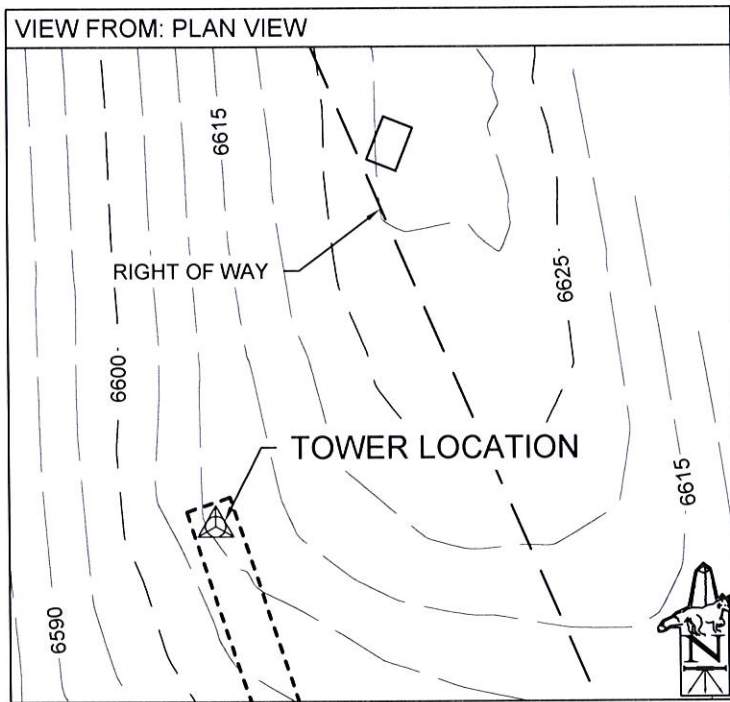 VIEW FROM: PLAN VIEW
6615
RIGHT OF WAY
6625
6600
TOWER LOCATION
6615
6590
N